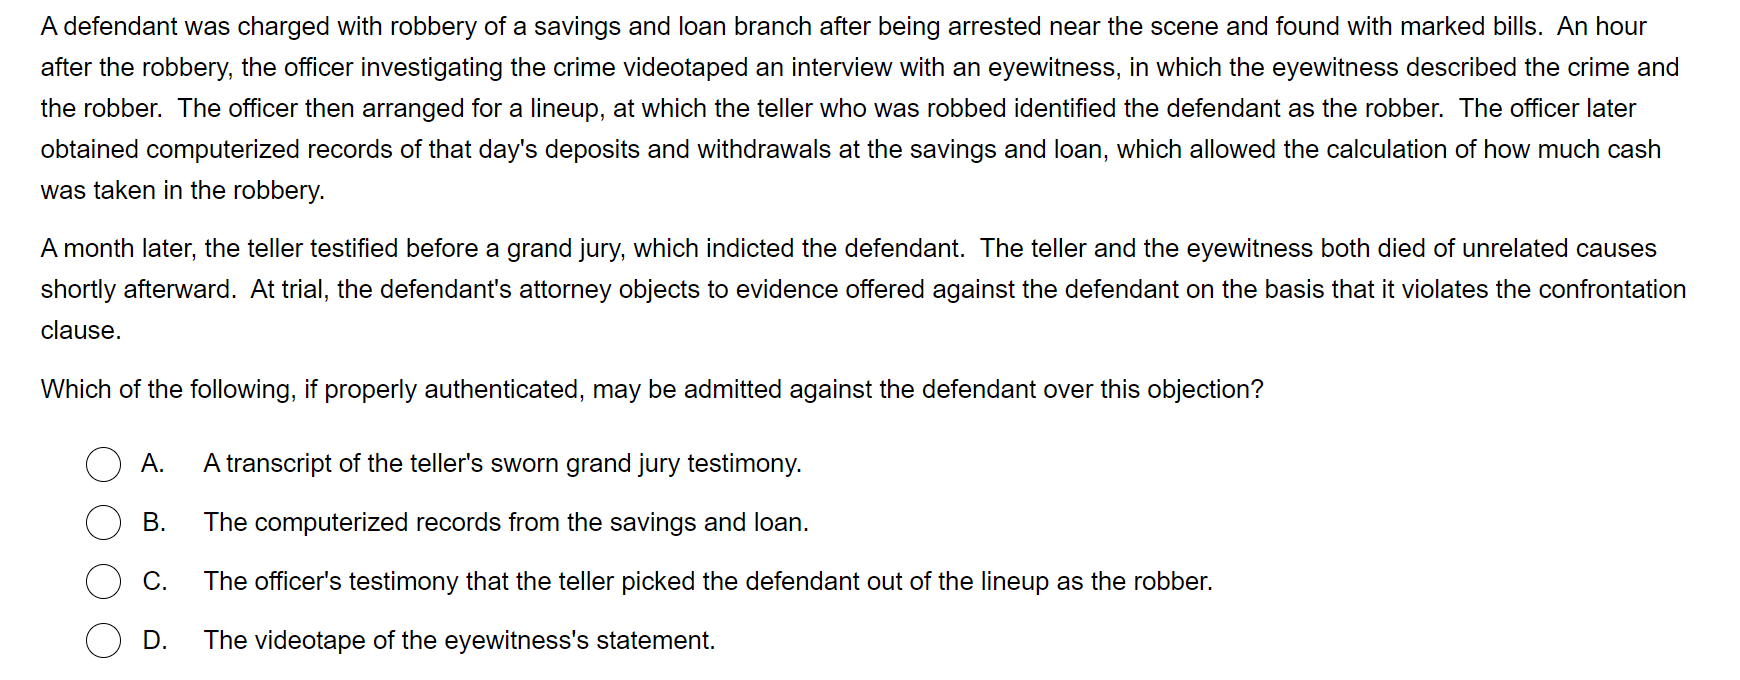 A defendant was charged with robbery of a savings and loan branch after being arrested near the scene and found with marked bills.  An hour
after the robbery, the officer investigating the crime videotaped an interview with an eyewitness, in which the eyewitness described the crime and
the robber.  The officer then arranged for a lineup, at which the teller who was robbed identified the defendant as the robber.  The officer later
obtained computerized records of that day's deposits and withdrawals at the savings and loan, which allowed the calculation of how much cash
was taken in the robbery.
A month later, the teller testified before a grand jury, which indicted the defendant.  The teller and the eyewitness both died of unrelated causes
shortly afterward.  At trial, the defendant's attorney objects to evidence offered against the defendant on the basis that it violates the confrontation
clause.
Which of the following, if properly authenticated, may be admitted against the defendant over this objection?
A. A transcript of the teller's sworn grand jury testimony.
B. The computerized records from the savings and loan.
C. The officer's testimony that the teller picked the defendant out of the lineup as the robber.
D. The videotape of the eyewitness's statement.